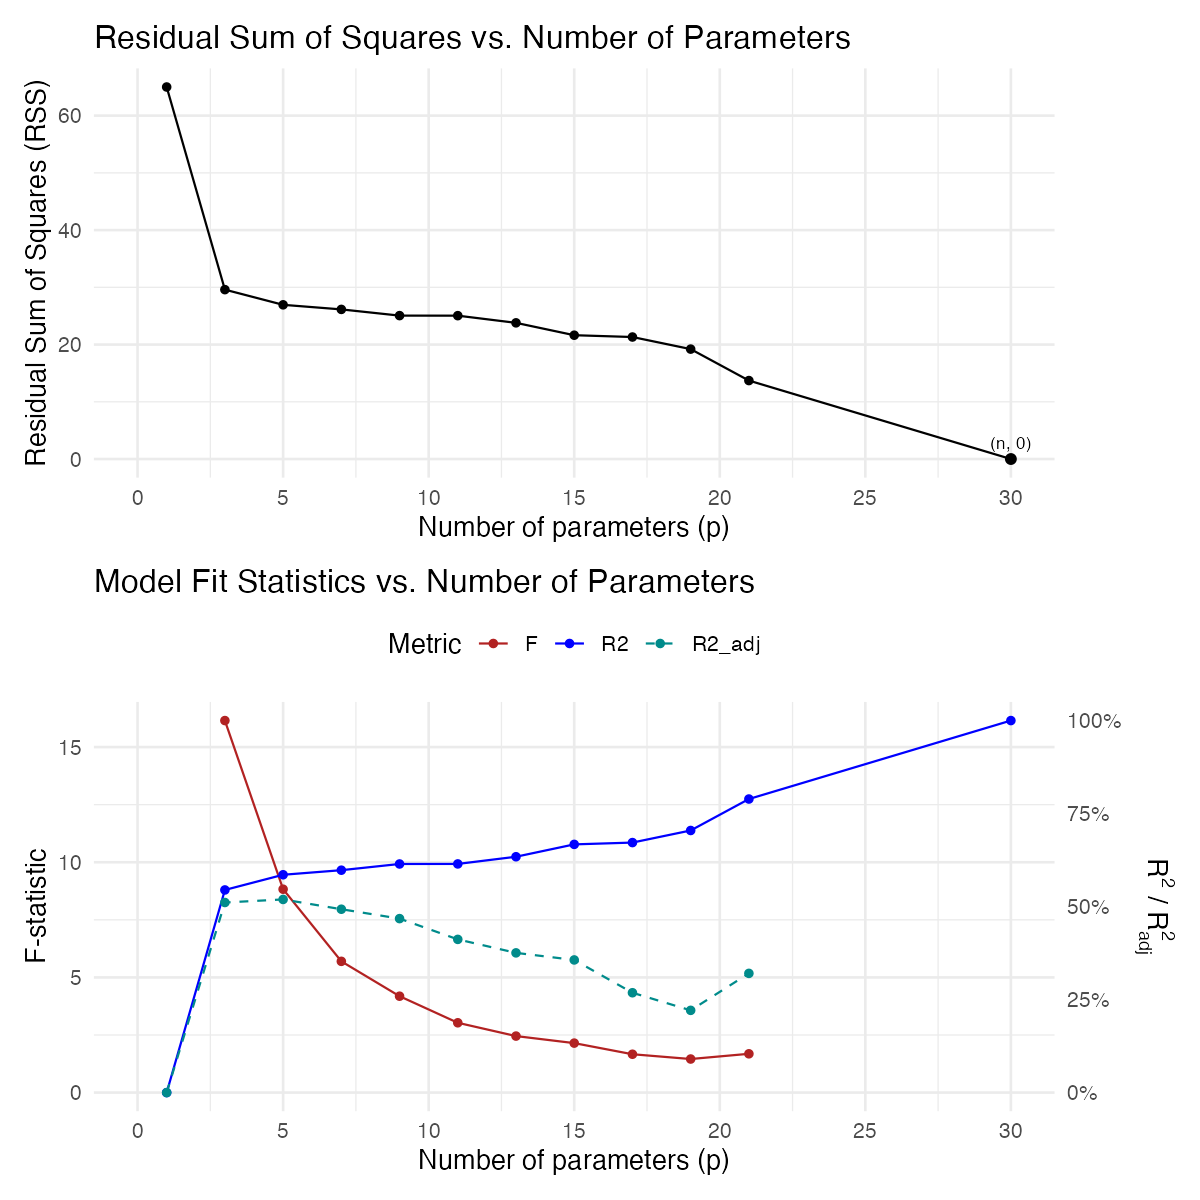 Residual Sum of Squares vs. Number of Parameters
Residual Sum of Squares (RSS)
60
40
20
0
(n, 0)
0 5 10 15 20 25 30
Number of parameters (p)
Model Fit Statistics vs. Number of Parameters
Metric F R2 R2_adj
F-statistic
15
10
5
0
100%
75%
50%
25%
0%
R² / R²adj
0 5 10 15 20 25 30
Number of parameters (p)